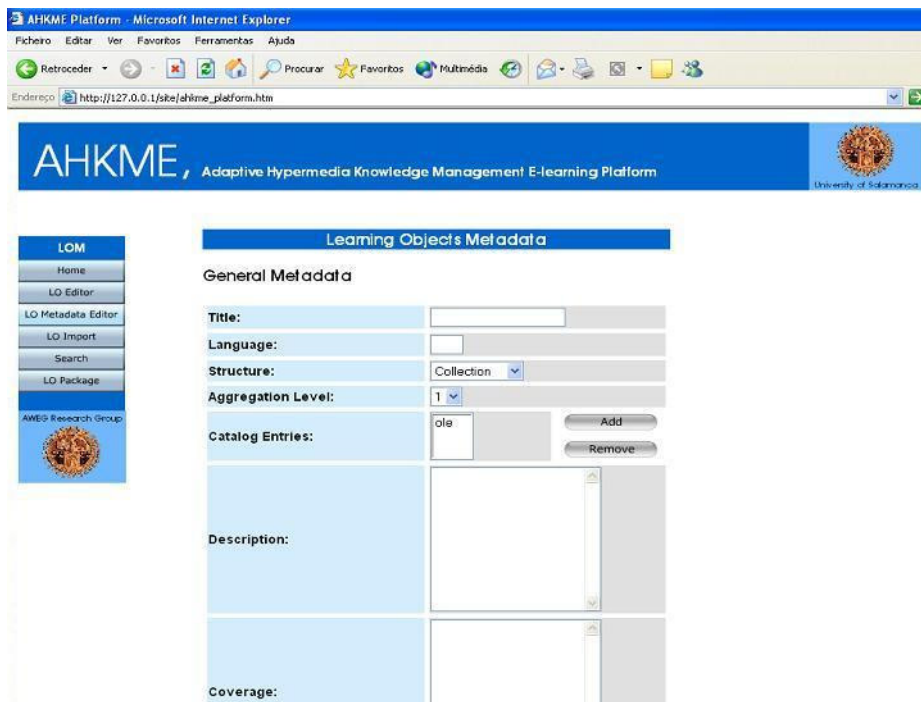 AHKME Platform - Microsoft Internet Explorer
Ficheiro Editar Ver Favoritos Ferramentas Ajuda
Retroceder Procurar Favoritos Multimédia
Endereço http://127.0.0.1/site/ahkme_platform.htm
AHKME, Adaptive Hypermedia Knowledge Management E-learning Platform
University of Salamanca
LOM
Home
LO Editor
LO Metadata Editor
LO Import
Search
LO Package
AWEG Research Group
Learning Objects Metadata
General Metadata
Title:
Language:
Structure: Collection
Aggregation Level: 1
Catalog Entries: ole Add
Remove
Description:
Coverage: